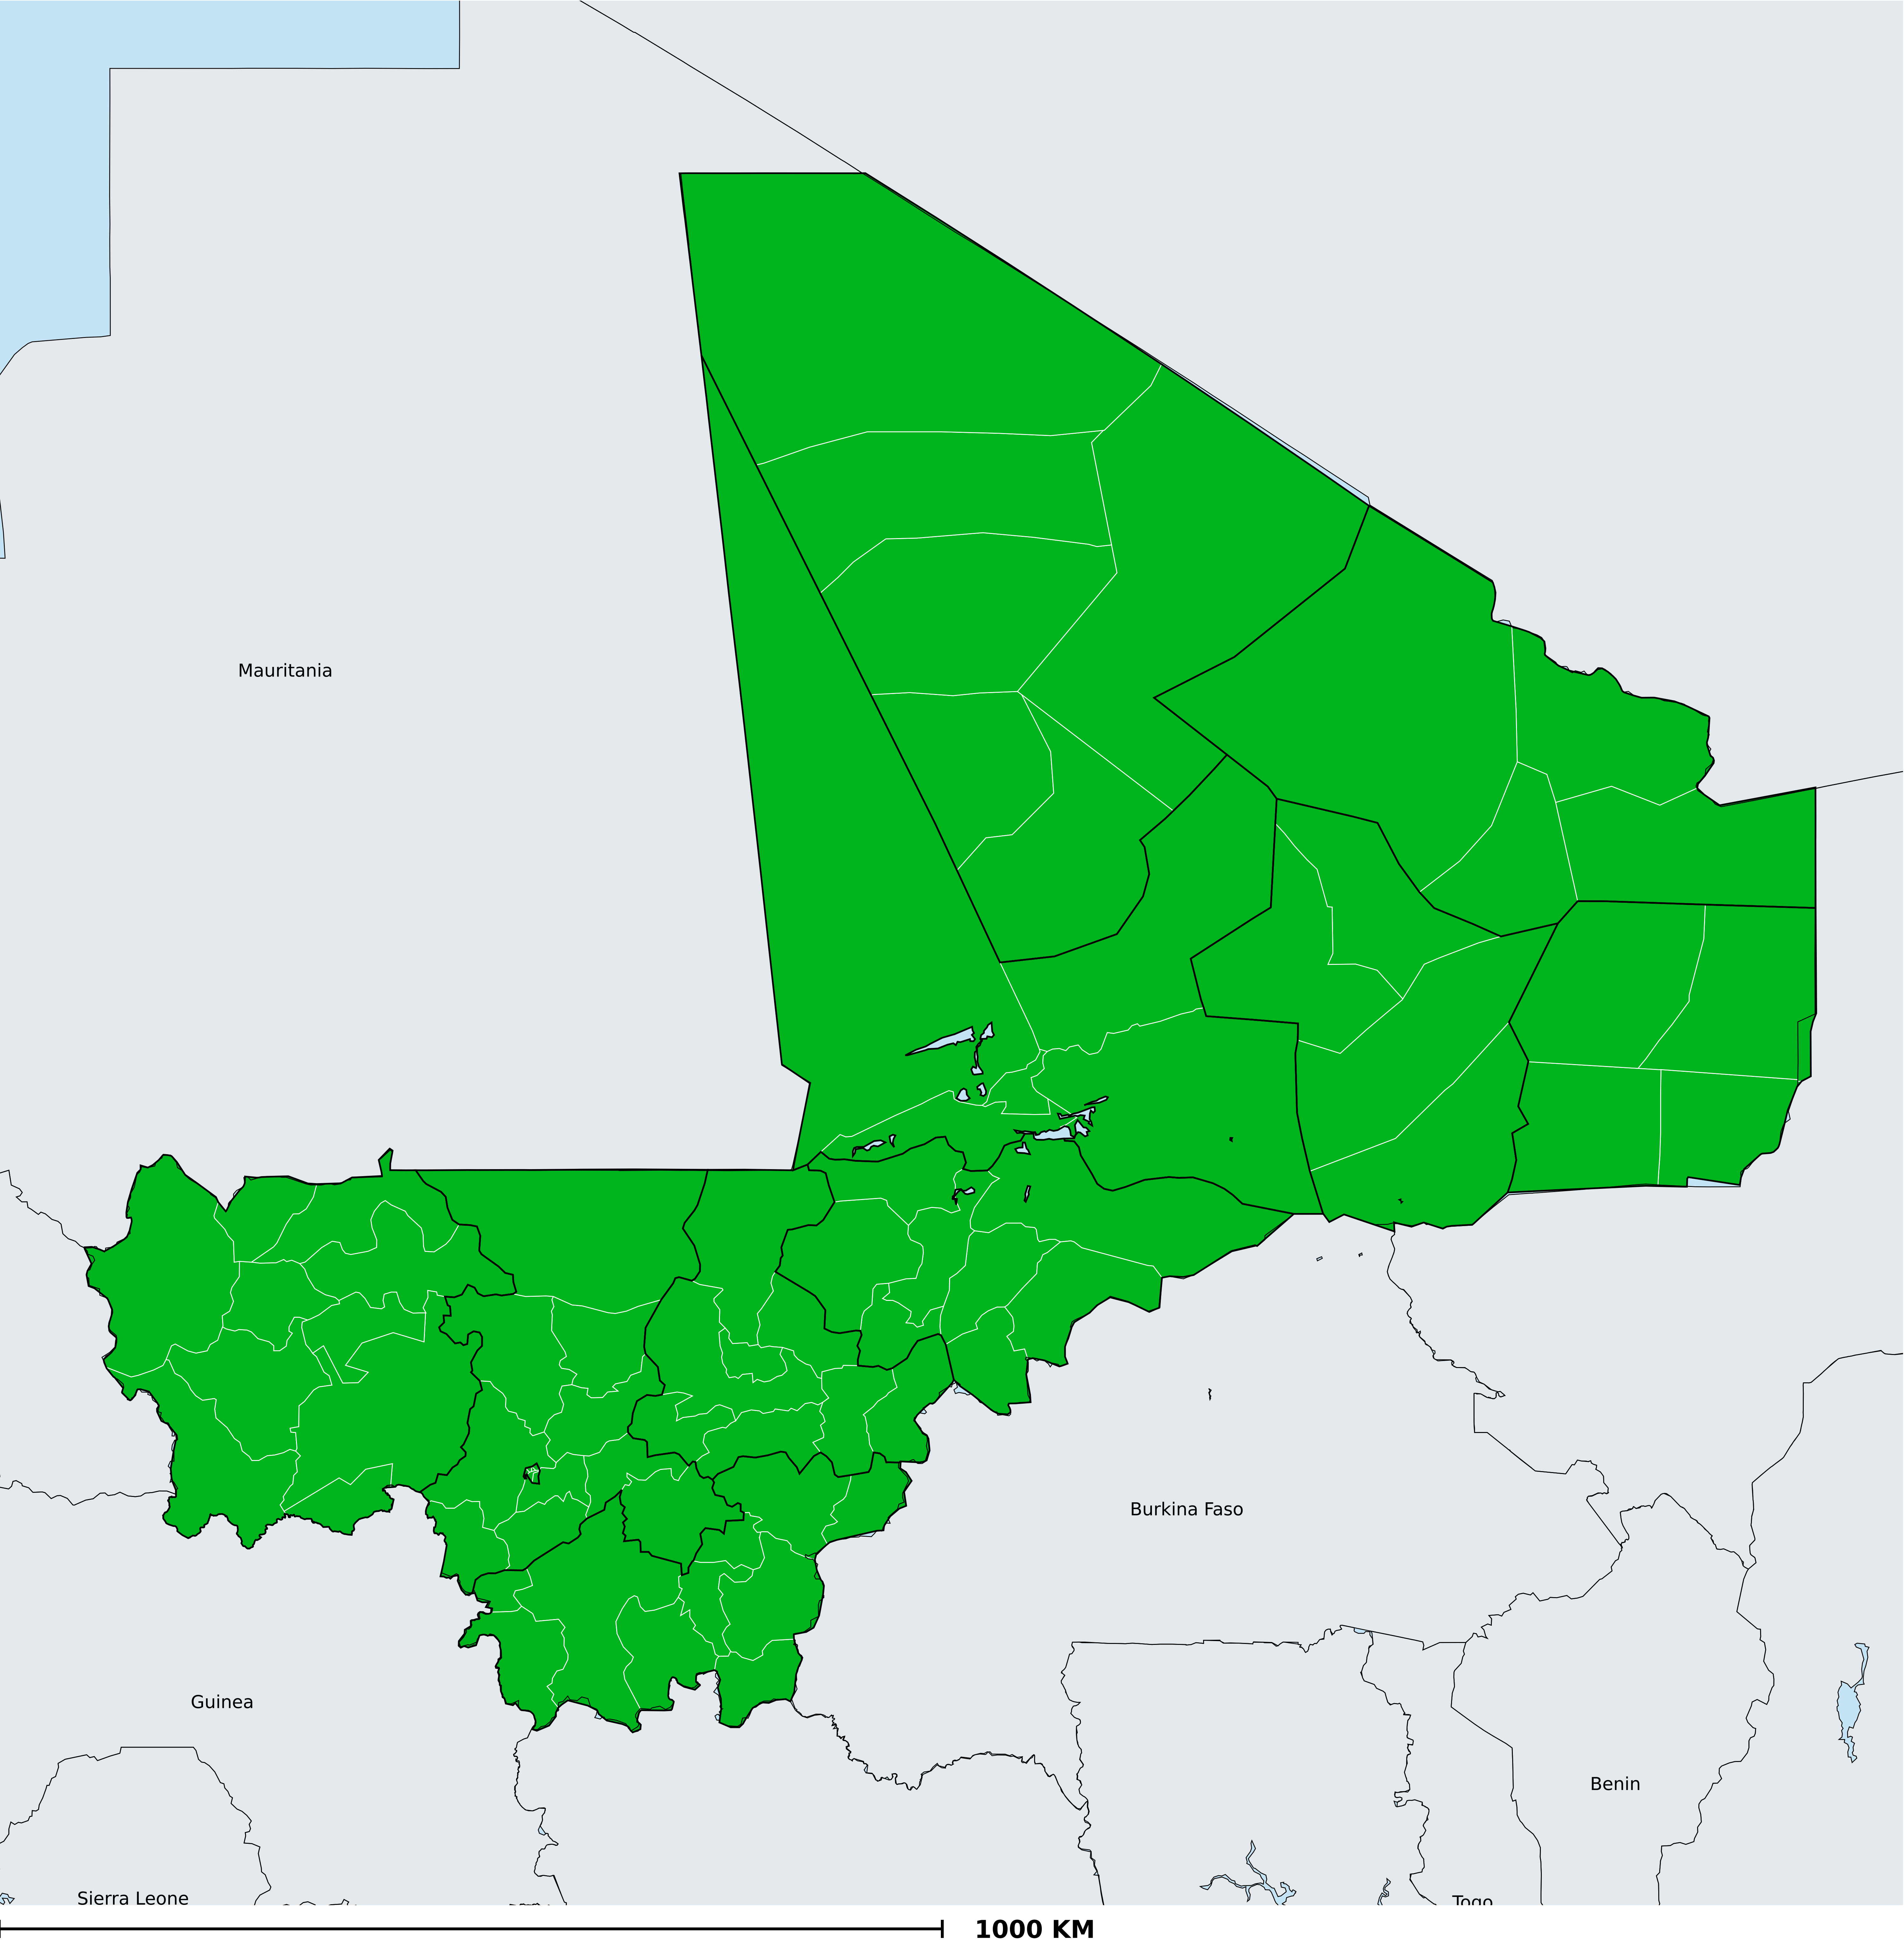 Mauritania
Burkina Faso
Guinea
Benin
Sierra Leone
Togo
1000 KM